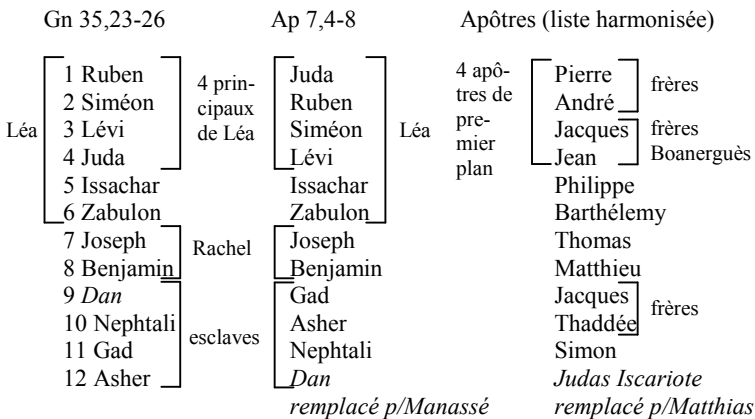 Gn 35,23-26 Ap 7,4-8 Apôtres (liste harmonisée)
1 Ruben 4 prin- Juda 4 apô- Pierre frères
2 Siméon cipaux Ruben tres de André
Léa 3 Lévi de Léa Siméon Léa pre- Jacques frères
4 Juda Lévi mier Jean Boanerguès
5 Issachar Issachar plan Philippe
6 Zabulon Zabulon Barthélemy
7 Joseph Rachel Joseph Thomas
8 Benjamin Benjamin Matthieu
9 Dan Gad Jacques frères
10 Nephtali esclaves Asher Thaddée
11 Gad Nephtali Simon
12 Asher Dan Judas Iscariote
remplacé p/Manassé remplacé p/Matthias